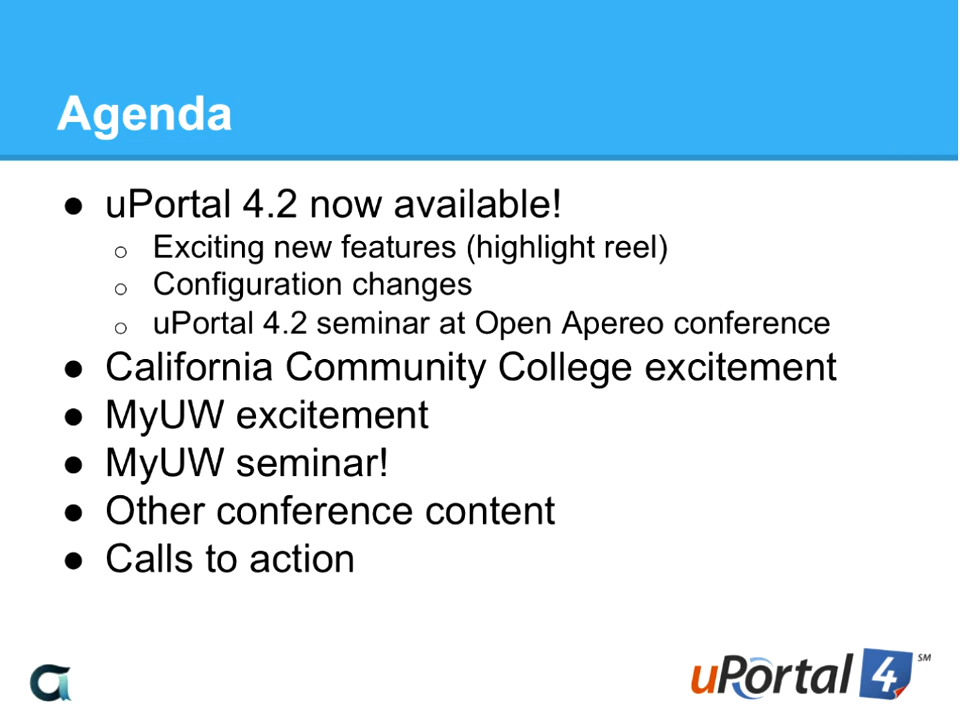 Agenda
● uPortal 4.2 now available!
o Exciting new features (highlight reel)
o Configuration changes
o uPortal 4.2 seminar at Open Apereo conference
● California Community College excitement
● MyUW excitement
● MyUW seminar!
● Other conference content
● Calls to action
a
uPortal 4 SM